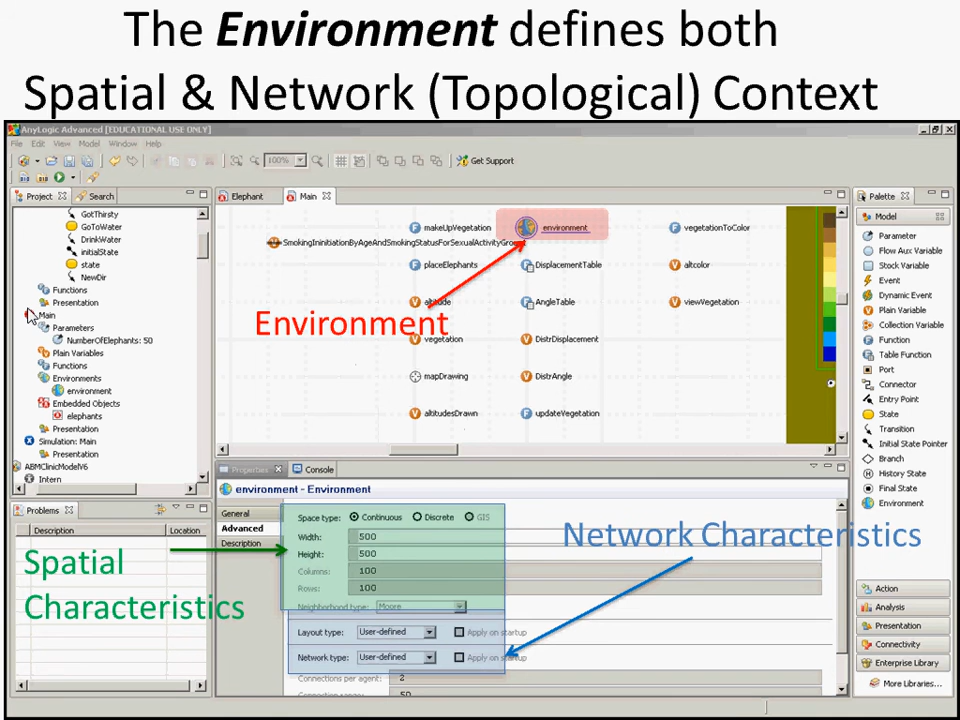 The Environment defines both
Spatial & Network (Topological) Context
AnyLogic Advanced [EDUCATIONAL USE ONLY]
File Edit View Model Window Help
100% Get Support
Project Search
GotThirsty
GoToWater
DrinkWater
initialState
state
NewDir
Functions
Presentation
Main
Parameters
NumberOfElephants: 50
Plain Variables
Functions
Environments
environment
Embedded Objects
elephants
Presentation
Simulation: Main
Presentation
ABMClinicModelV6
Intern
Elephant Main
makeUpVegetation environment vegetationToColor
SmokingIninitiationByAgeAndSmokingStatusForSexualActivityGroup
placeElephants DisplacementTable altcolor
altitude AngleTable viewVegetation
Environment
vegetation DistrDisplacement
mapDrawing DistrAngle
altitudesDrawn updateVegetation
Palette
Model
Parameter
Flow Aux Variable
Stock Variable
Event
Dynamic Event
Plain Variable
Collection Variable
Function
Table Function
Port
Connector
Entry Point
State
Transition
Initial State Pointer
Branch
History State
Final State
Environment
Action
Analysis
Presentation
Connectivity
Enterprise Library
More Libraries...
Problems
Description Location
Spatial
Characteristics
Properties Console
environment - Environment
General
Advanced
Description
Space type: Continuous Discrete GIS
Width: 500
Height: 500
Columns: 100
Rows: 100
Neighborhood type: Moore
Layout type: User-defined Apply on startup
Network type: User-defined Apply on startup
Connections per agent: 2
Connection range: 50
Network Characteristics